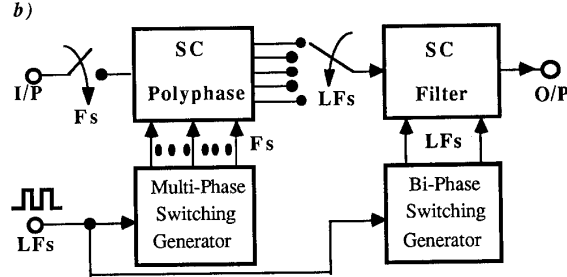 b)
SC
Polyphase
SC
Filter
I/P
Fs
LFs
O/P
Fs
LFs
Multi-Phase
Switching
Generator
Bi-Phase
Switching
Generator
LFs